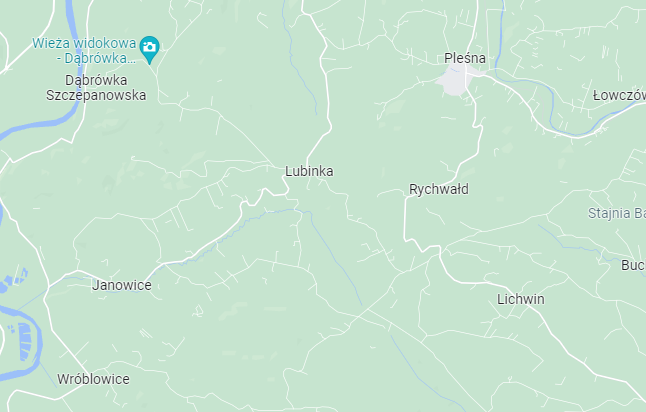 Wieża widokowa
- Dąbrówka...
Dąbrówka
Szczepanowska
Pleśna
Łowczów
Lubinka
Rychwałd
Stajnia Ba
Buc
Janowice
Lichwin
Wróblowice